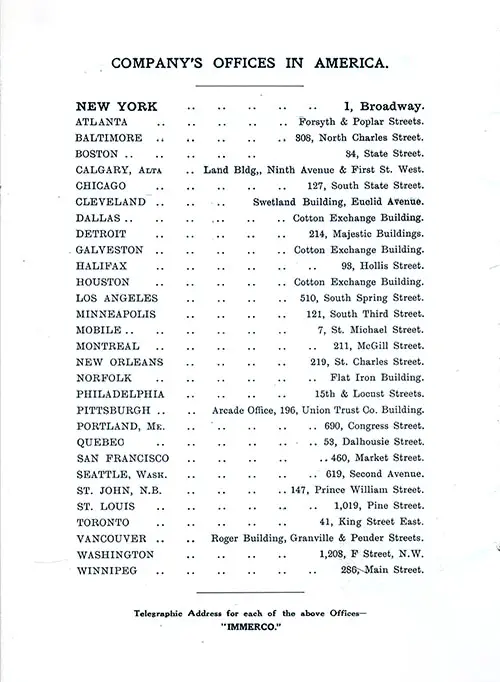 COMPANY'S OFFICES IN AMERICA.
NEW YORK .. .. .. .. .. 1, Broadway.
ATLANTA .. .. .. .. .. Forsyth & Poplar Streets.
BALTIMORE .. .. .. .. .. 308, North Charles Street.
BOSTON .. .. .. .. .. 84, State Street.
CALGARY, ALTA .. Land Bldg,, Ninth Avenue & First St. West.
CHICAGO .. .. .. .. .. 127, South State Street.
CLEVELAND .. .. .. Swetland Building, Euclid Avenue.
DALLAS .. .. .. .. .. Cotton Exchange Building.
DETROIT .. .. .. .. .. 214, Majestic Buildings.
GALVESTON .. .. .. .. .. Cotton Exchange Building.
HALIFAX .. .. .. .. .. .. 93, Hollis Street.
HOUSTON .. .. .. .. .. Cotton Exchange Building.
LOS ANGELES .. .. .. .. 510, South Spring Street.
MINNEAPOLIS .. .. .. .. 121, South Third Street.
MOBILE .. .. .. .. .. 7, St. Michael Street.
MONTREAL .. .. .. .. .. 211, McGill Street.
NEW ORLEANS .. .. .. .. 219, St. Charles Street.
NORFOLK .. .. .. .. .. .. Flat Iron Building.
PHILADELPHIA .. .. .. .. 15th & Locust Streets.
PITTSBURGH .. .. Arcade Office, 196, Union Trust Co. Building.
PORTLAND, ME. .. .. .. .. .. 690, Congress Street.
QUEBEC .. .. .. .. .. .. 53, Dalhousie Street.
SAN FRANCISCO .. .. .. .. .. 460, Market Street.
SEATTLE, WASH. .. .. .. .. .. 619, Second Avenue.
ST. JOHN, N.B. .. .. .. .. 147, Prince William Street.
ST. LOUIS .. .. .. .. .. .. 1,019, Pine Street.
TORONTO .. .. .. .. .. 41, King Street East.
VANCOUVER .. .. Roger Building, Granville & Pender Streets.
WASHINGTON .. .. .. .. 1,208, F Street, N.W.
WINNIPEG .. .. .. .. .. .. 286, Main Street.
Telegraphic Address for each of the above Offices—
"IMMERCO."